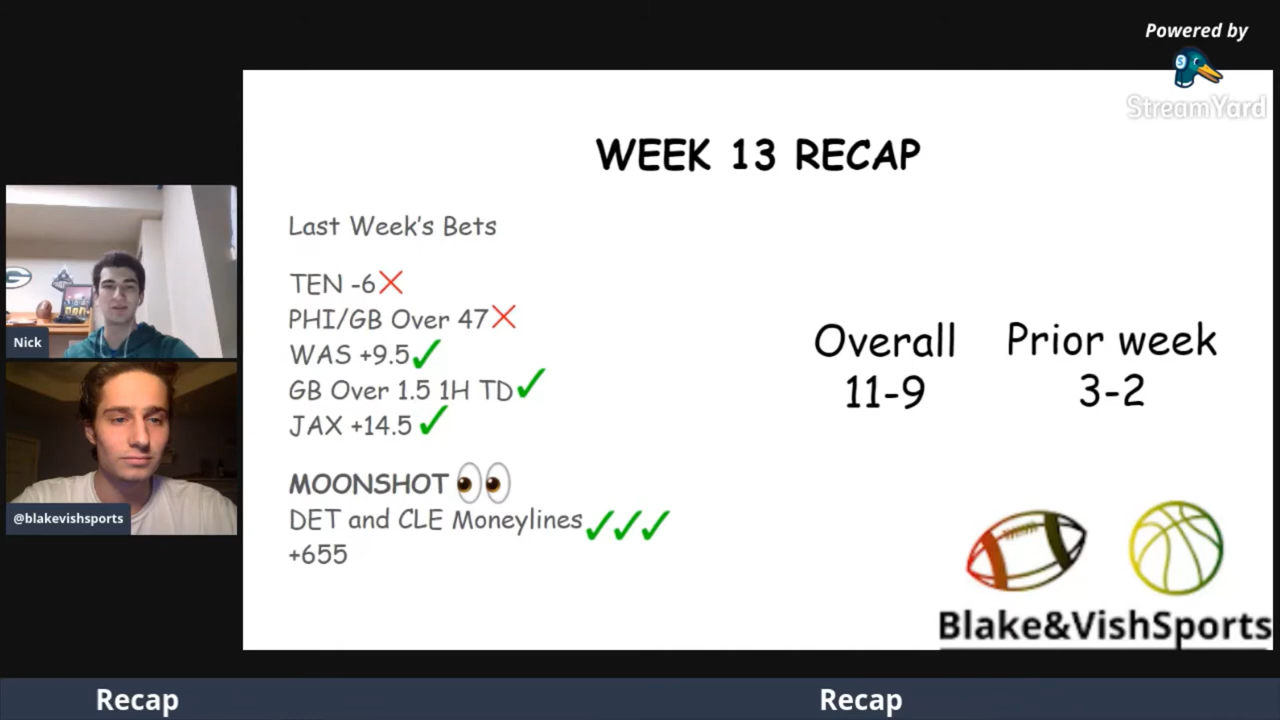 Powered by
StreamYard
WEEK 13 RECAP
Last Week's Bets
TEN -6
PHI/GB Over 47
WAS +9.5
GB Over 1.5 1H TD
JAX +14.5
MOONSHOT
DET and CLE Moneylines
+655
Overall
11-9
Prior week
3-2
Nick
@blakevishsports
Blake&VishSports
Recap
Recap